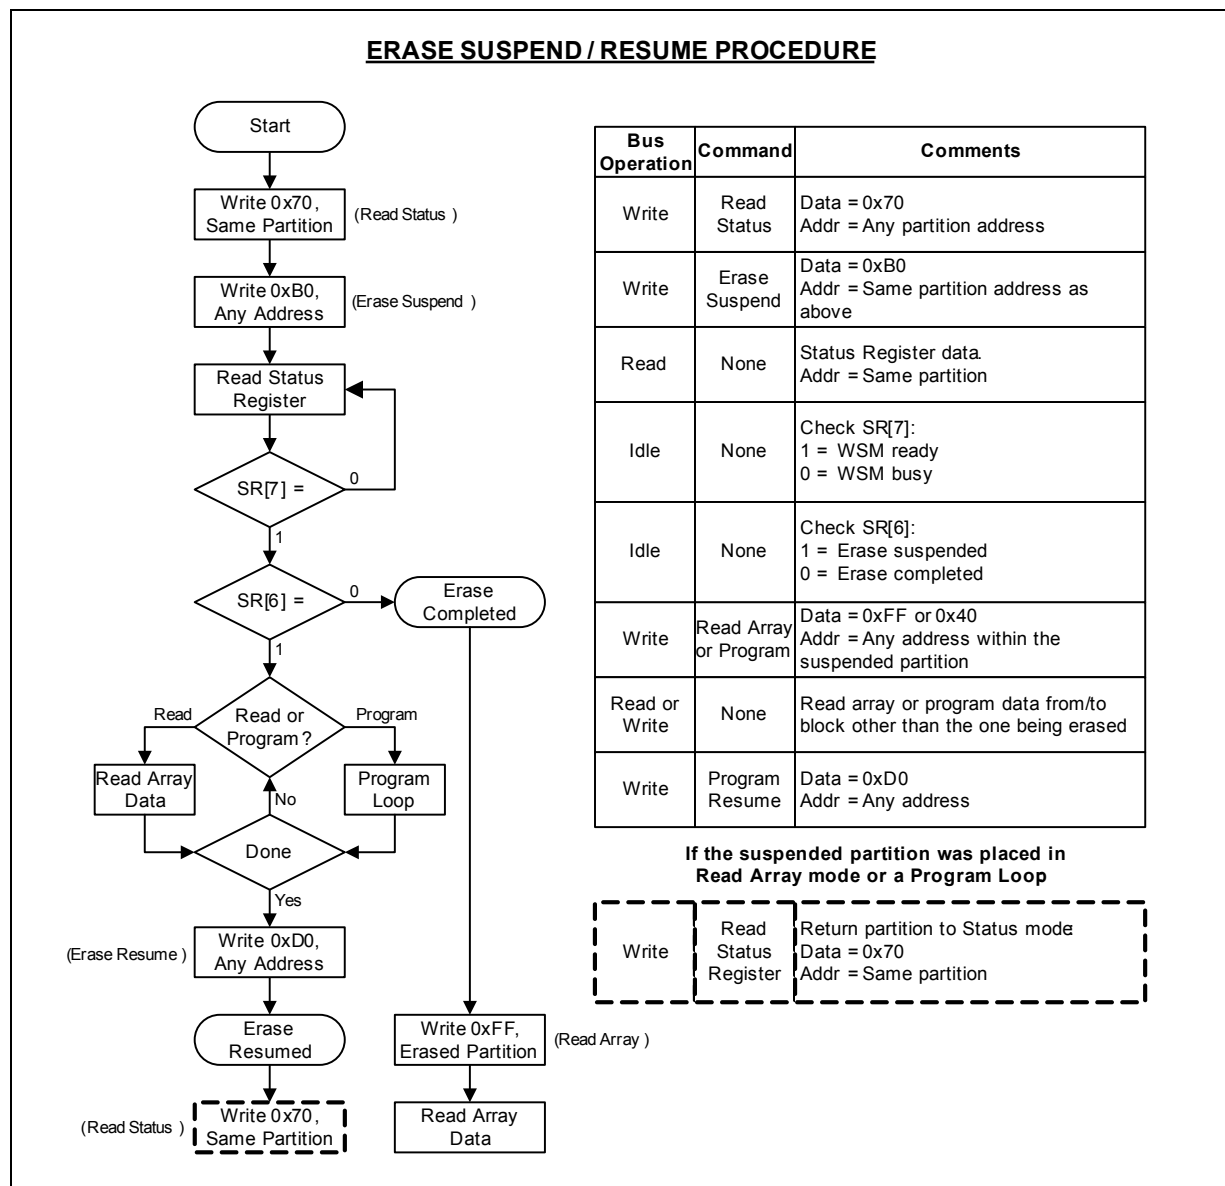 ERASE SUSPEND / RESUME PROCEDURE
Start
Write 0x70,
Same Partition
(Read Status )
Write 0xB0,
Any Address
(Erase Suspend )
Read Status
Register
SR[7] =
0
1
SR[6] =
0
Erase
Completed
1
Read or
Program?
Read
Program
Read Array
Data
Program
Loop
No
Done
Yes
Write 0xD0,
Any Address
(Erase Resume )
Erase
Resumed
Write 0x70,
Same Partition
(Read Status )
Write 0xFF,
Erased Partition
(Read Array )
Read Array
Data
Bus
Operation
Command
Comments
Write
Read
Status
Data = 0x70
Addr = Any partition address
Write
Erase
Suspend
Data = 0xB0
Addr = Same partition address as
above
Read
None
Status Register data.
Addr = Same partition
Idle
None
Check SR[7]:
1 = WSM ready
0 = WSM busy
Idle
None
Check SR[6]:
1 = Erase suspended
0 = Erase completed
Write
Read Array
or Program
Data = 0xFF or 0x40
Addr = Any address within the
suspended partition
Read or
Write
None
Read array or program data from/to
block other than the one being erased
Write
Program
Resume
Data = 0xD0
Addr = Any address
If the suspended partition was placed in
Read Array mode or a Program Loop
Write
Read
Status
Register
Return partition to Status mode:
Data = 0x70
Addr = Same partition